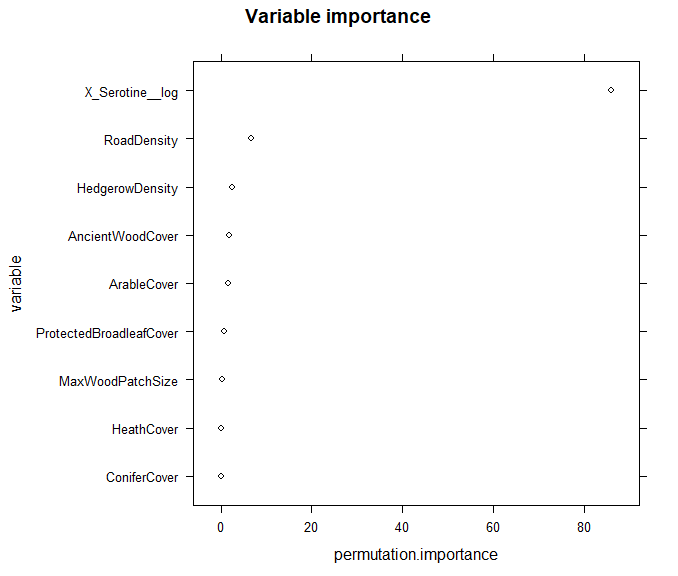 Variable importance
X_Serotine__log
RoadDensity
HedgerowDensity
AncientWoodCover
ArableCover
ProtectedBroadleafCover
MaxWoodPatchSize
HeathCover
ConiferCover
variable
0 20 40 60 80
permutation.importance